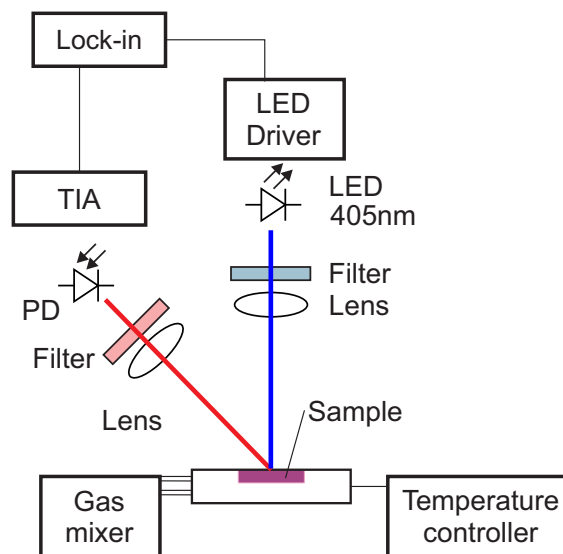 Lock-in
LED
Driver
TIA
LED
405nm
PD
Filter
Lens
Filter
Lens
Sample
Gas
mixer
Temperature
controller